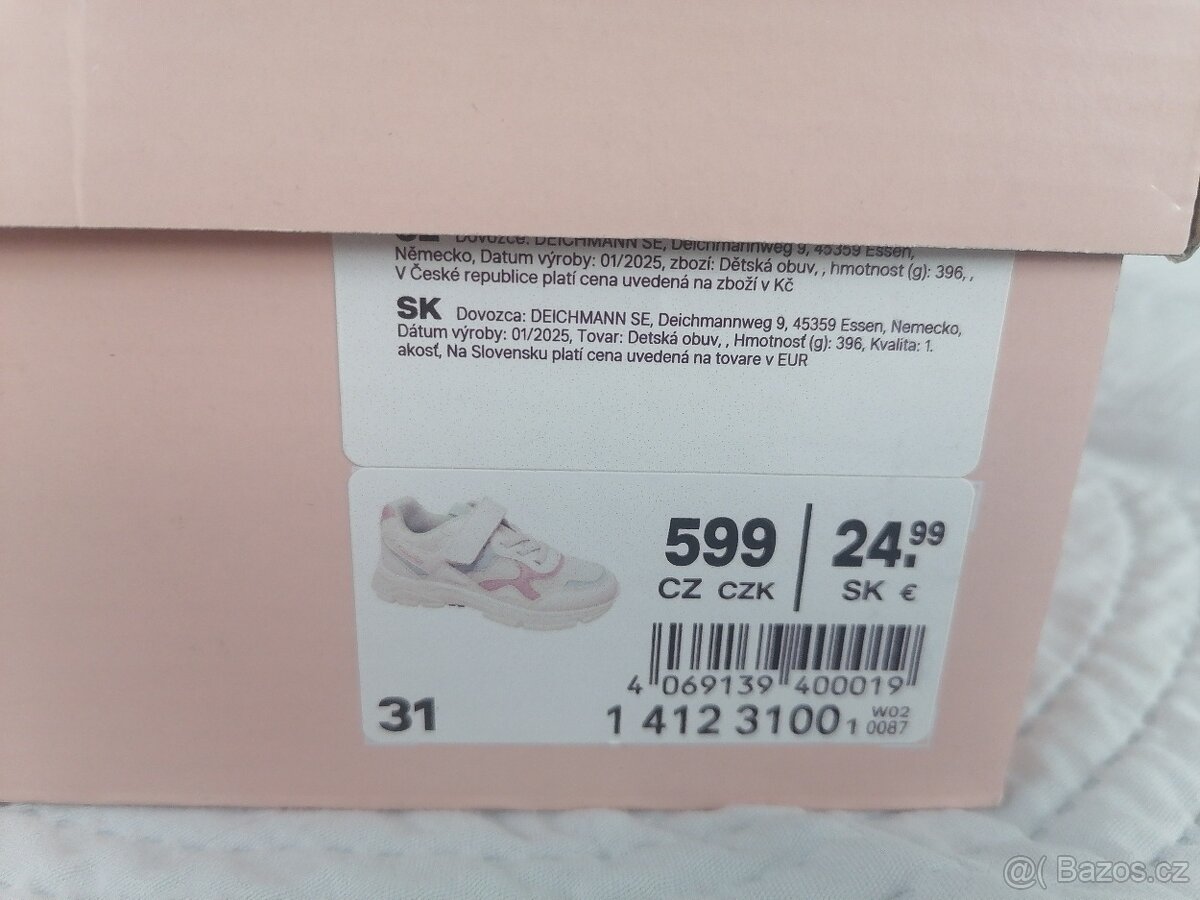 Dovozce: DEICHMANN SE, Deichmannweg 9, 45359 Essen,
Německo, Datum výroby: 01/2025, zboží: Dětská obuv, , hmotnost (g): 396, ,
V České republice platí cena uvedená na zboží v Kč
SK Dovozca: DEICHMANN SE, Deichmannweg 9, 45359 Essen, Nemecko,
Dátum výroby: 01/2025, Tovar: Detská obuv, , Hmotnosť (g): 396, Kvalita: 1.
akosť, Na Slovensku platí cena uvedená na tovare v EUR
599 24.99
CZ CZK SK €
4 069139 400019
31
1 412 3100 1 W02 0087
@( Bazos.cz